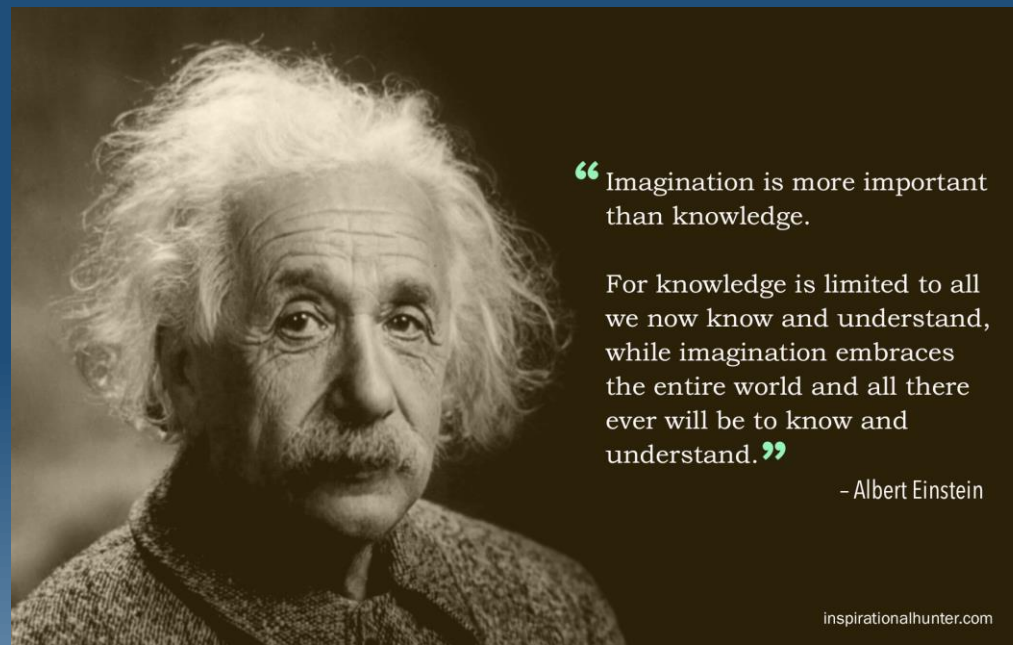 “ Imagination is more important
than knowledge.
For knowledge is limited to all
we now know and understand,
while imagination embraces
the entire world and all there
ever will be to know and
understand.”
– Albert Einstein
inspirationalhunter.com